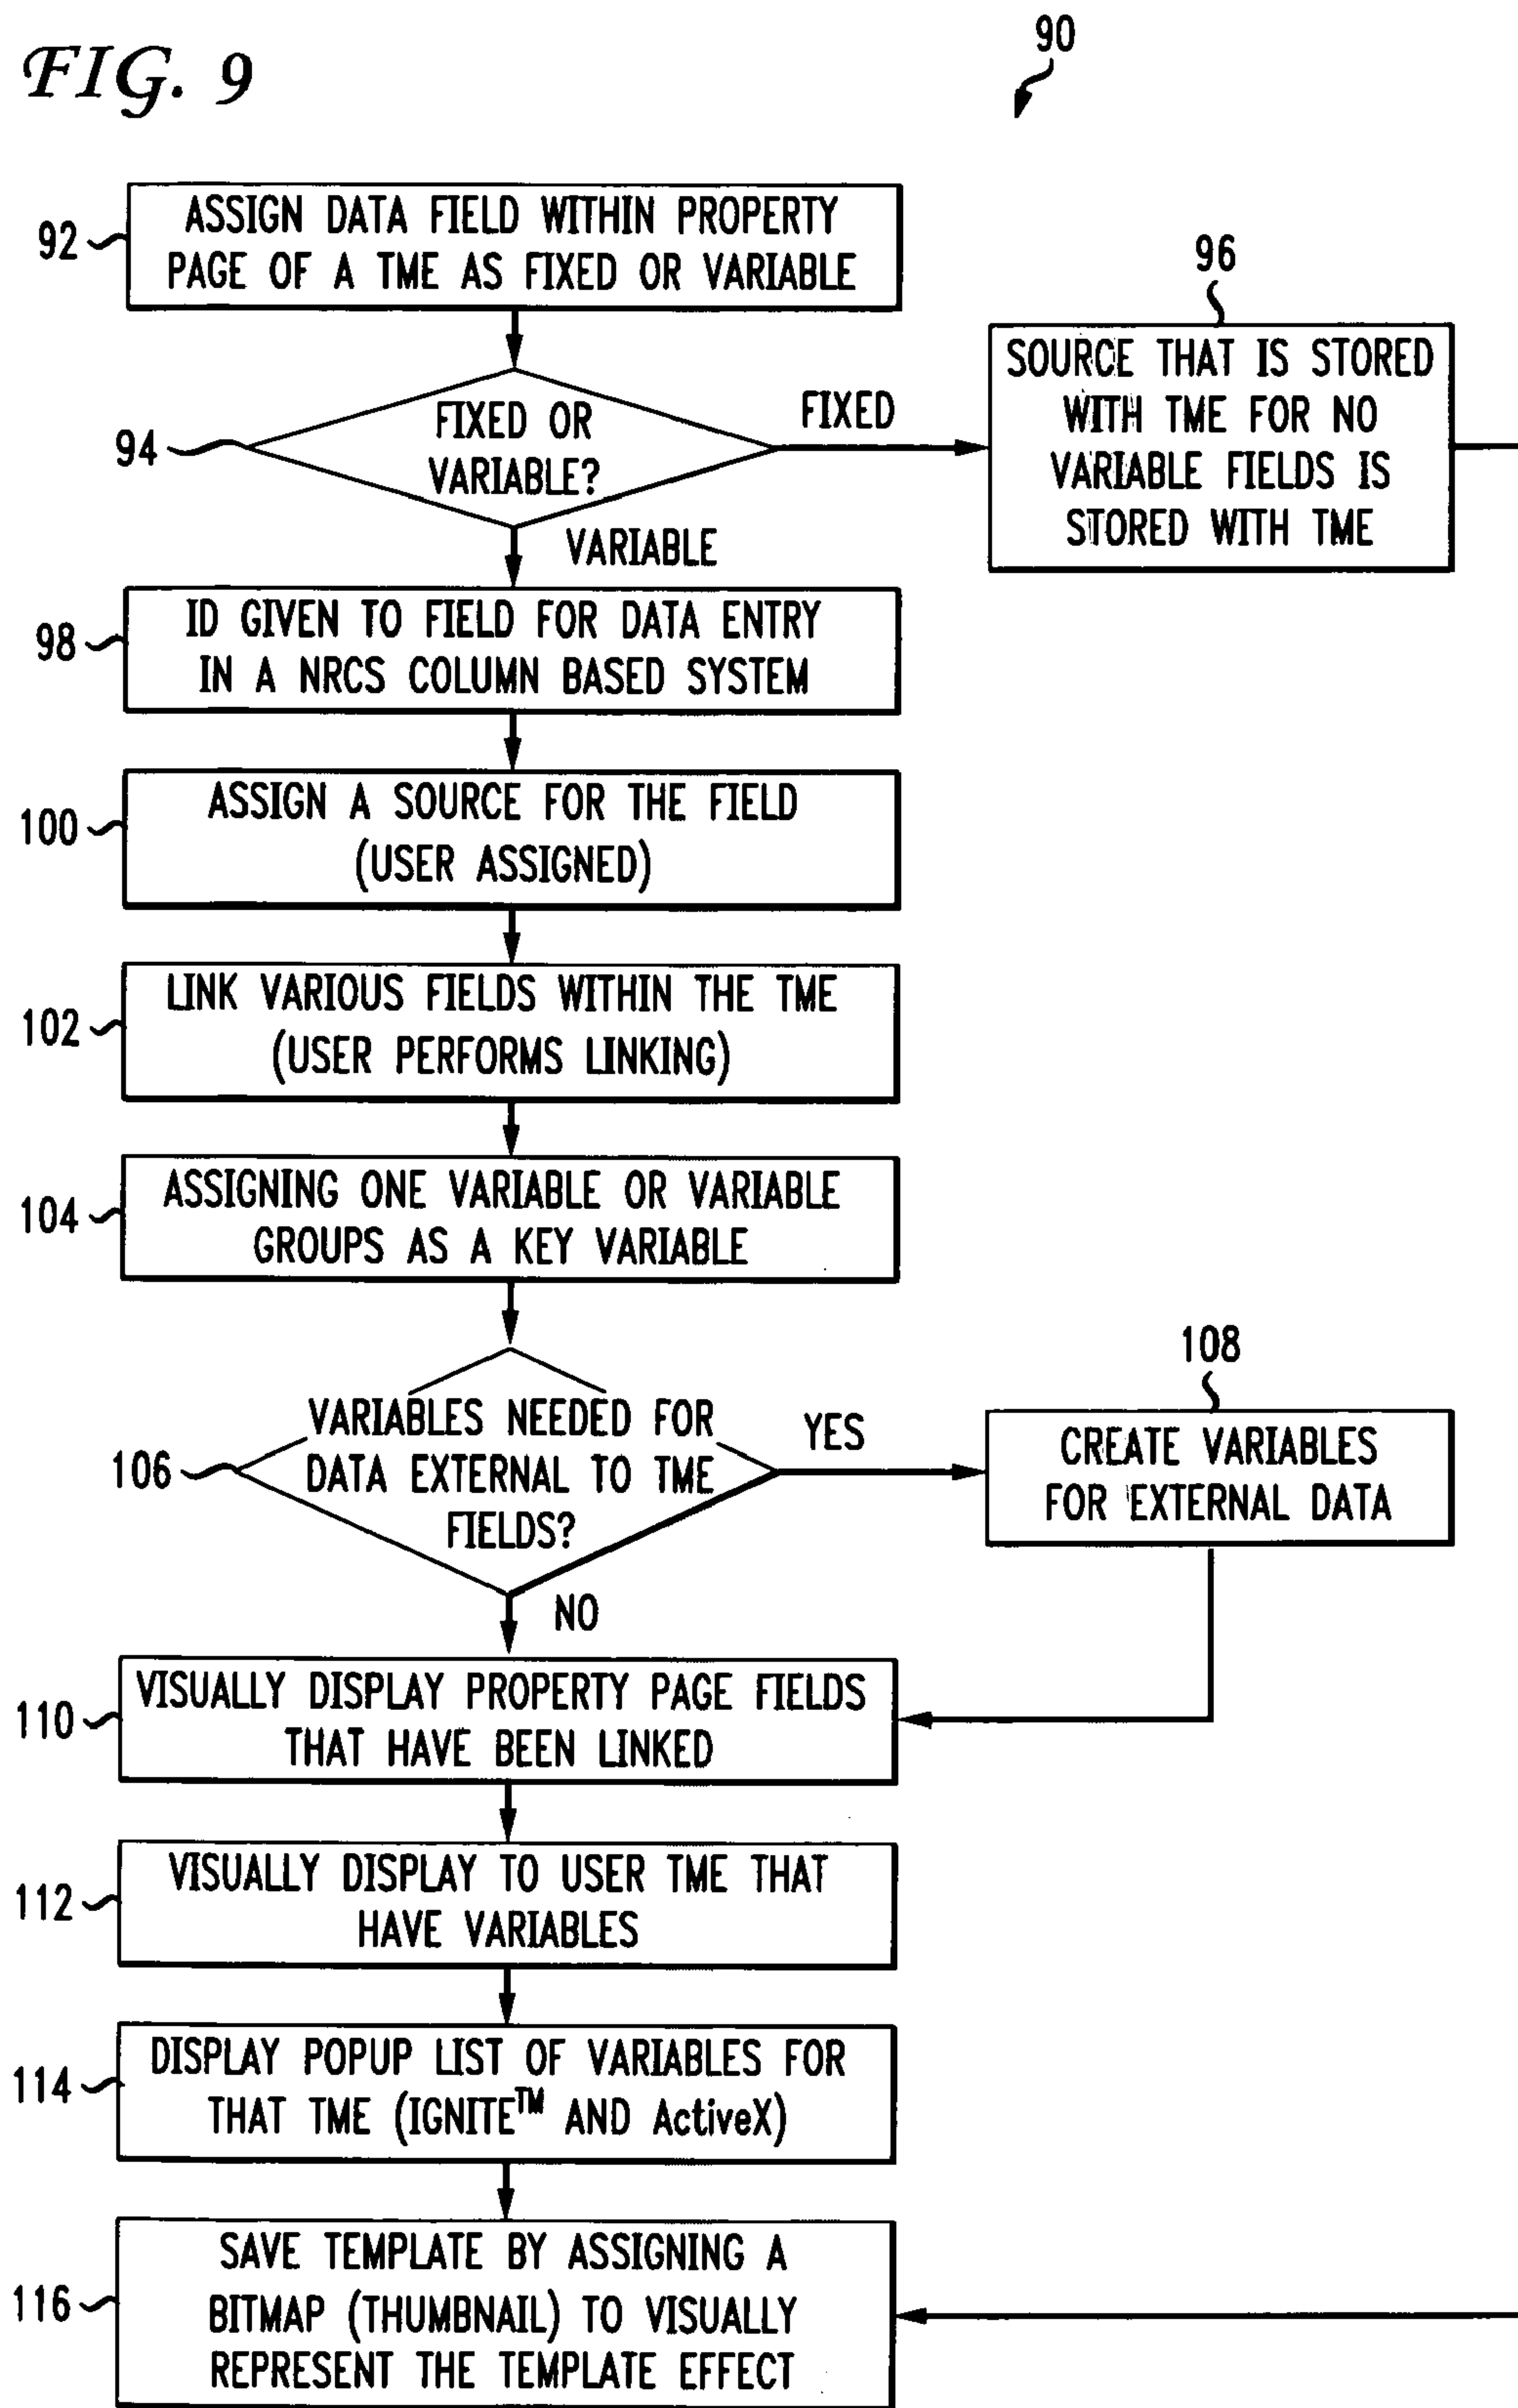 FIG. 9
90
92
ASSIGN DATA FIELD WITHIN PROPERTY
PAGE OF A TME AS FIXED OR VARIABLE
94
FIXED OR
VARIABLE?
FIXED
VARIABLE
96
SOURCE THAT IS STORED
WITH TME FOR NO
VARIABLE FIELDS IS
STORED WITH TME
98
ID GIVEN TO FIELD FOR DATA ENTRY
IN A NRCS COLUMN BASED SYSTEM
100
ASSIGN A SOURCE FOR THE FIELD
(USER ASSIGNED)
102
LINK VARIOUS FIELDS WITHIN THE TME
(USER PERFORMS LINKING)
104
ASSIGNING ONE VARIABLE OR VARIABLE
GROUPS AS A KEY VARIABLE
106
VARIABLES NEEDED FOR
DATA EXTERNAL TO TME
FIELDS?
YES
NO
108
CREATE VARIABLES
FOR EXTERNAL DATA
110
VISUALLY DISPLAY PROPERTY PAGE FIELDS
THAT HAVE BEEN LINKED
112
VISUALLY DISPLAY TO USER TME THAT
HAVE VARIABLES
114
DISPLAY POPUP LIST OF VARIABLES FOR
THAT TME (IGNITE™ AND ActiveX)
116
SAVE TEMPLATE BY ASSIGNING A
BITMAP (THUMBNAIL) TO VISUALLY
REPRESENT THE TEMPLATE EFFECT